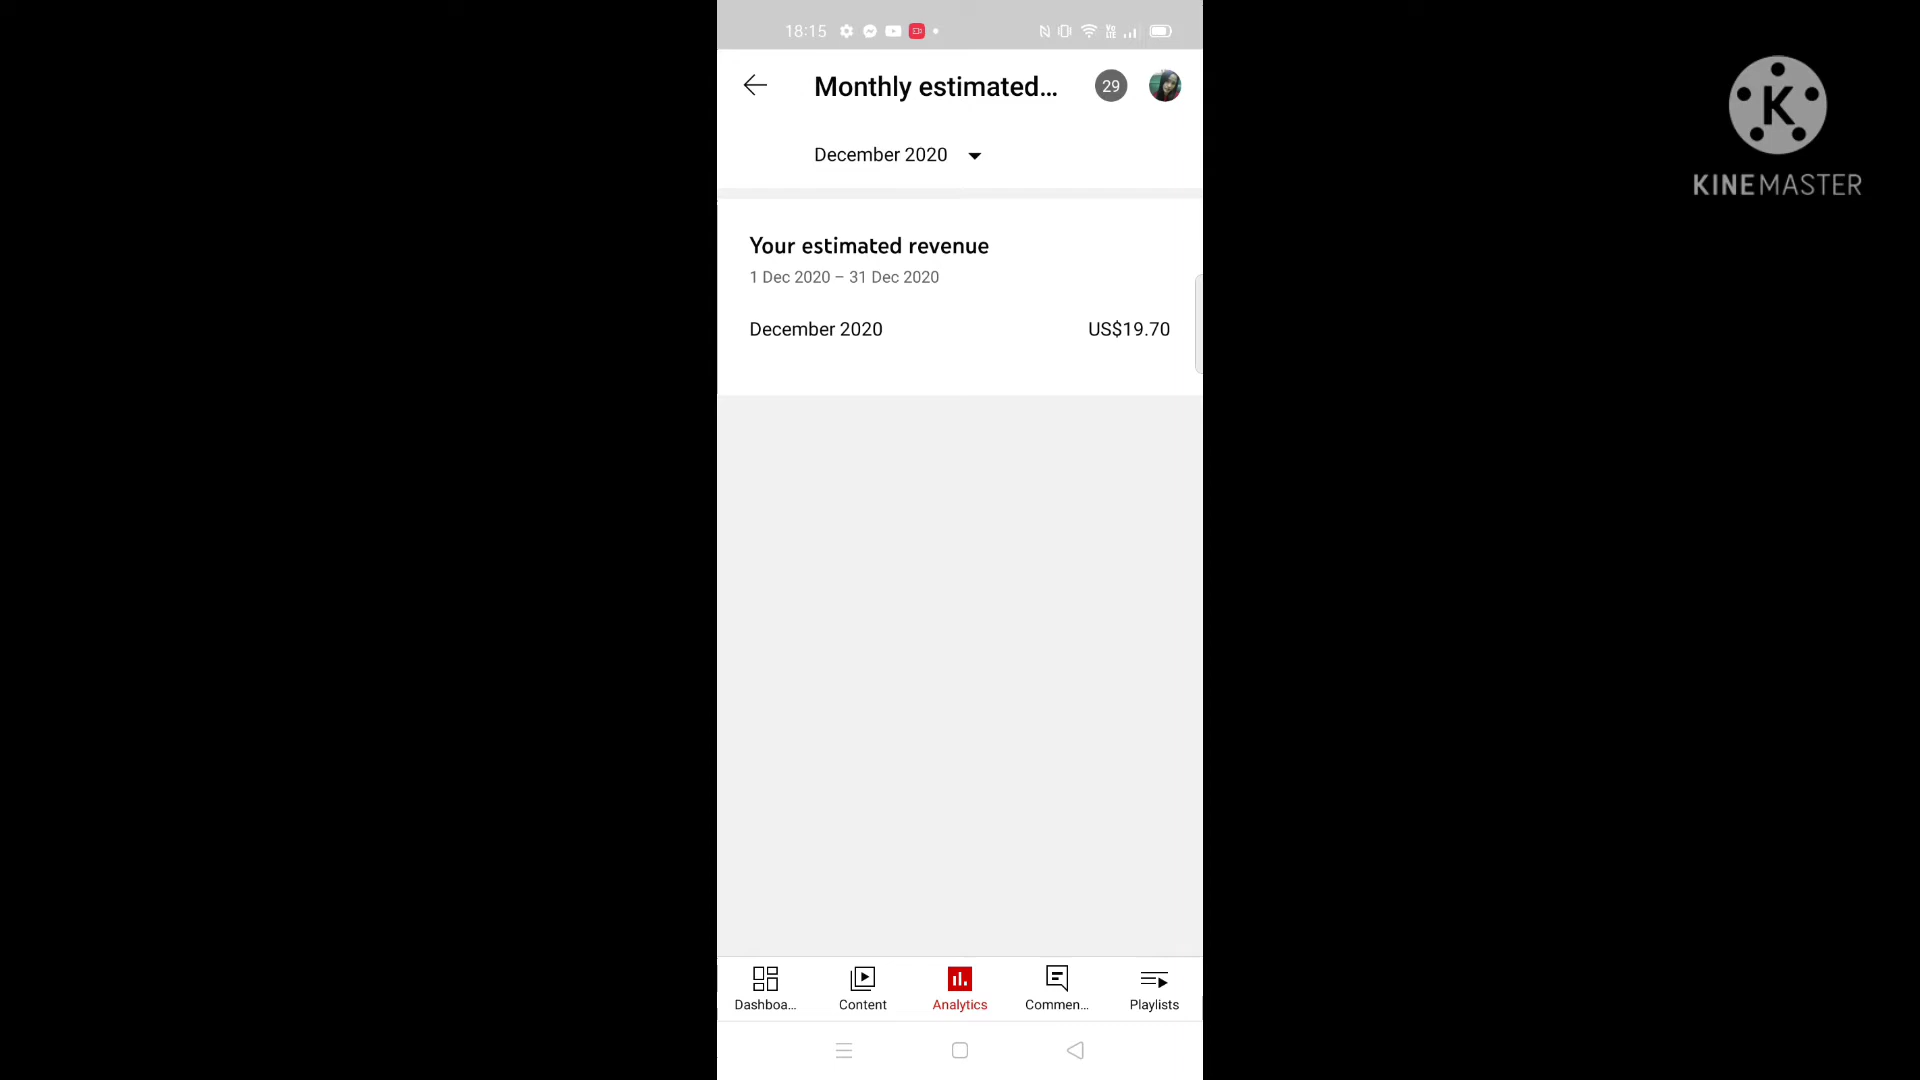 18:15
Monthly estimated...
29
December 2020
K
KINEMASTER
Your estimated revenue
1 Dec 2020 – 31 Dec 2020
December 2020 US$19.70
Dashboa... Content Analytics Commen... Playlists